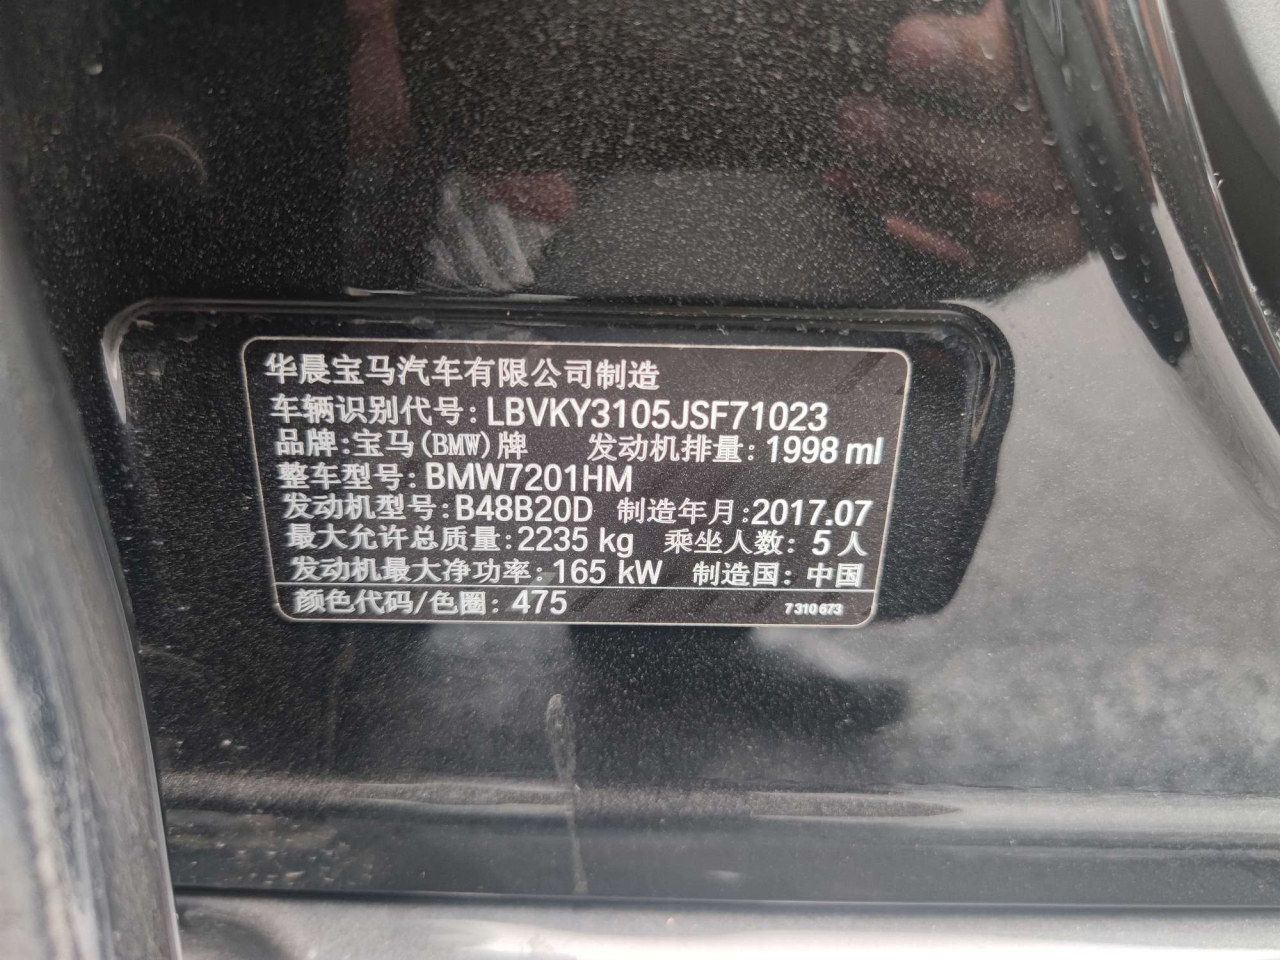 华晨宝马汽车有限公司制造
车辆识别代号: LBVKY3105JSF71023
品牌:宝马(BMW)牌 发动机排量: 1998 ml
整车型号: BMW7201HM
发动机型号: B48B20D 制造年月:2017.07
最大允许总质量:2235 kg 乘坐人数: 5人
发动机最大净功率: 165 kW 制造国: 中国
颜色代码/色圈: 475 7 310 673